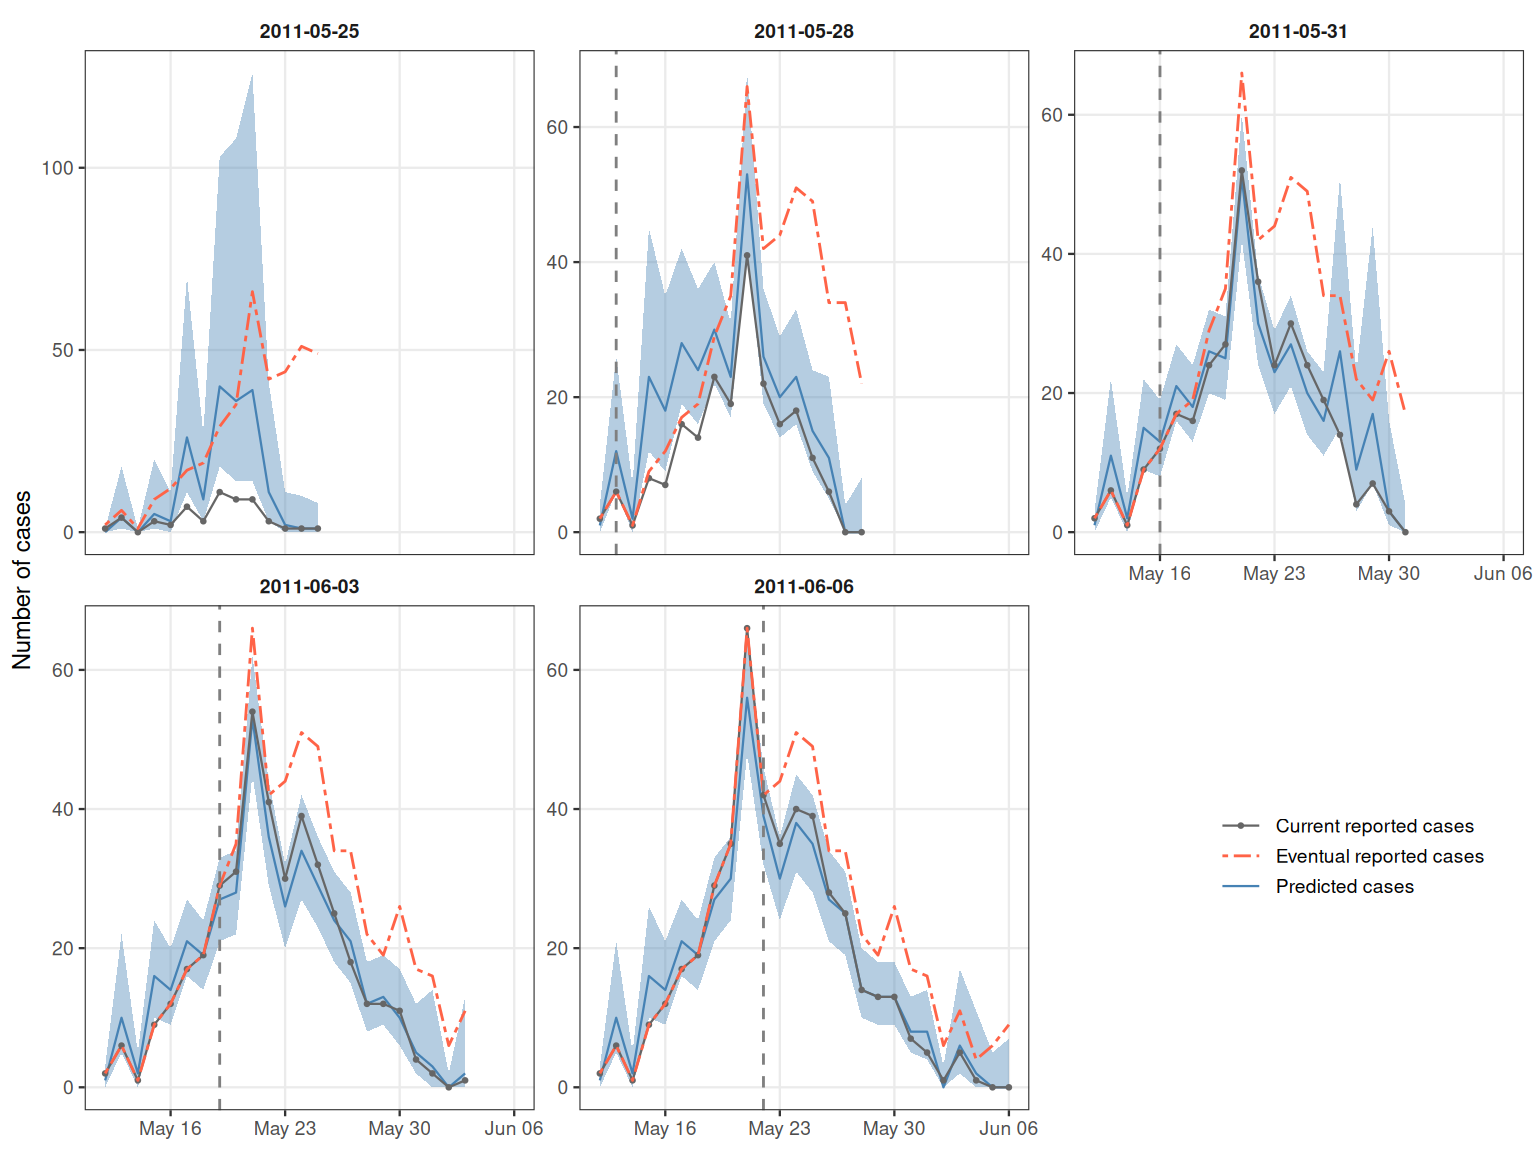 2011-05-25
2011-05-28
2011-05-31
Number of cases
100
50
0
60
40
20
0
60
40
20
0
May 16
May 23
May 30
Jun 06
2011-06-03
2011-06-06
60
40
20
0
60
40
20
0
May 16
May 23
May 30
Jun 06
May 16
May 23
May 30
Jun 06
Current reported cases
Eventual reported cases
Predicted cases